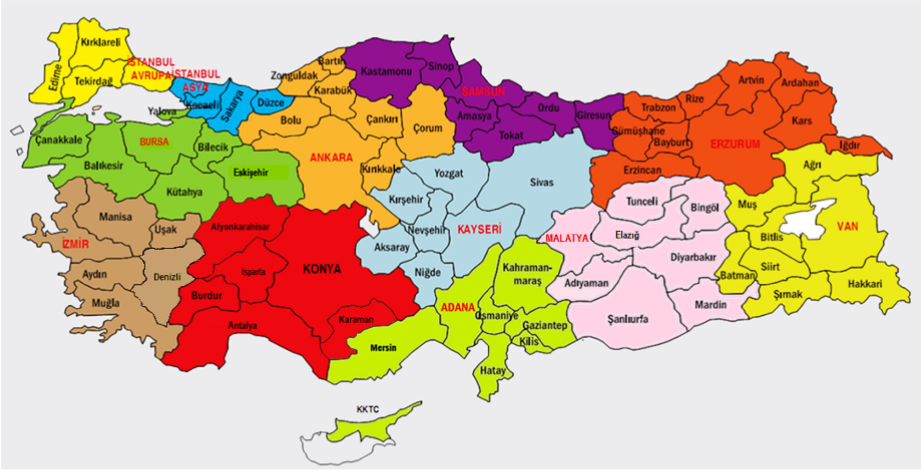 Kırklareli
Edirne
Tekirdağ
İSTANBUL
AVRUPA
İSTANBUL
ASYA
Kocaeli
Yalova
Sakarya
Düzce
Zonguldak
Bartın
Karabük
Kastamonu
Sinop
SAMSUN
Ordu
Giresun
Trabzon
Rize
Artvin
Ardahan
Kars
Bolu
Çankırı
Çorum
Amasya
Tokat
Gümüşhane
Bayburt
ERZURUM
Iğdır
Çanakkale
BURSA
Bilecik
ANKARA
Kırıkkale
Balıkesir
Eskişehir
Kütahya
Yozgat
Sivas
Erzincan
Ağrı
Manisa
Uşak
Afyonkarahisar
Kırşehir
Nevşehir
KAYSERİ
Tunceli
Bingöl
Muş
VAN
İZMİR
Aksaray
MALATYA
Elazığ
Bitlis
Aydın
Denizli
Isparta
KONYA
Niğde
Kahraman-
maraş
Adıyaman
Diyarbakır
Batman
Siirt
Hakkari
Muğla
Burdur
Antalya
Karaman
ADANA
Osmaniye
Gaziantep
Kilis
Şanlıurfa
Mardin
Şırnak
Mersin
Hatay
KKTC